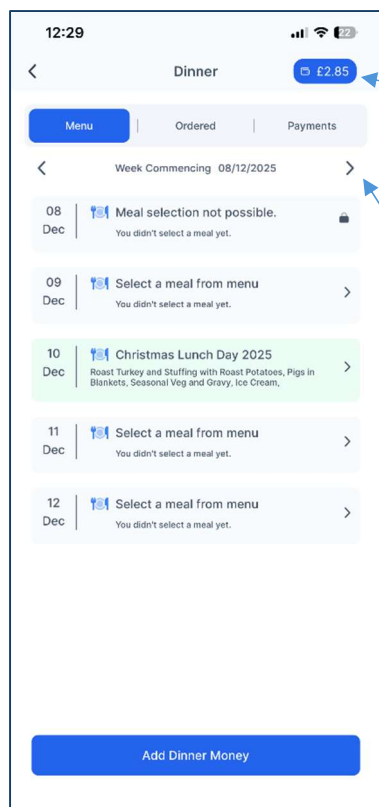 12:29
22
Dinner
£2.85
Menu
Ordered
Payments
Week Commencing 08/12/2025
08
Dec
Meal selection not possible.
You didn't select a meal yet.
09
Dec
Select a meal from menu
You didn't select a meal yet.
10
Dec
Christmas Lunch Day 2025
Roast Turkey and Stuffing with Roast Potatoes, Pigs in
Blankets, Seasonal Veg and Gravy, Ice Cream,
11
Dec
Select a meal from menu
You didn't select a meal yet.
12
Dec
Select a meal from menu
You didn't select a meal yet.
Add Dinner Money